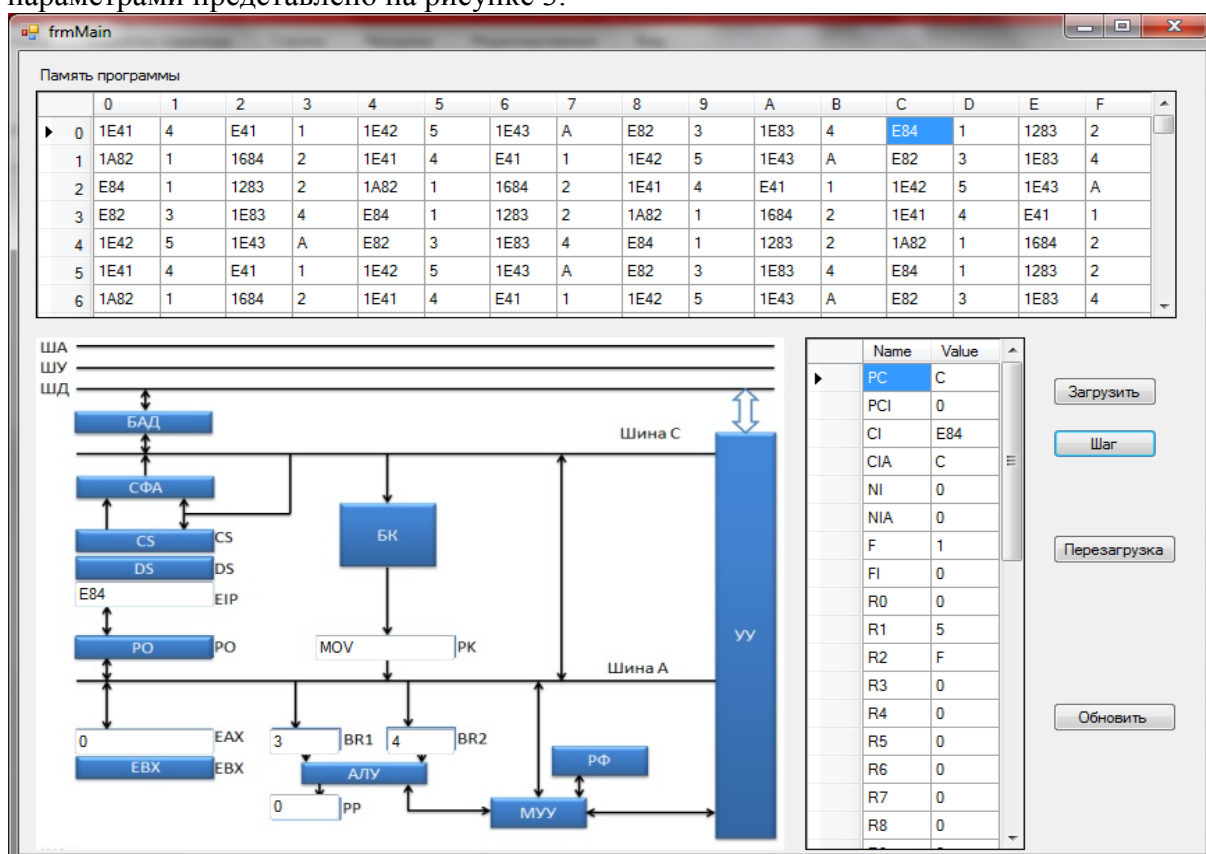 параметрами представлено на рисунке 3.
frmMain
Память программы
0 1 2 3 4 5 6 7 8 9 A B C D E F
0 1E41 4 E41 1 1E42 5 1E43 A E82 3 1E83 4 E84 1 1283 2
1 1A82 1 1684 2 1E41 4 E41 1 1E42 5 1E43 A E82 3 1E83 4
2 E84 1 1283 2 1A82 1 1684 2 1E41 4 E41 1 1E42 5 1E43 A
3 E82 3 1E83 4 E84 1 1283 2 1A82 1 1684 2 1E41 4 E41 1
4 1E42 5 1E43 A E82 3 1E83 4 E84 1 1283 2 1A82 1 1684 2
5 1E41 4 E41 1 1E42 5 1E43 A E82 3 1E83 4 E84 1 1283 2
6 1A82 1 1684 2 1E41 4 E41 1 1E42 5 1E43 A E82 3 1E83 4
ША
ШУ
ШД
БАД
Шина С
СФА
CS CS
БК
DS DS
E84 EIP
РО РО
MOV РК
УУ
Шина А
0 EAX
3 BR1 4 BR2
EBX EBX
АЛУ
РФ
0 РР
МУУ
Name Value
PC C
PCI 0
CI E84
CIA C
NI 0
NIA 0
F 1
FI 0
R0 0
R1 5
R2 F
R3 0
R4 0
R5 0
R6 0
R7 0
R8 0
Загрузить
Шаг
Перезагрузка
Обновить